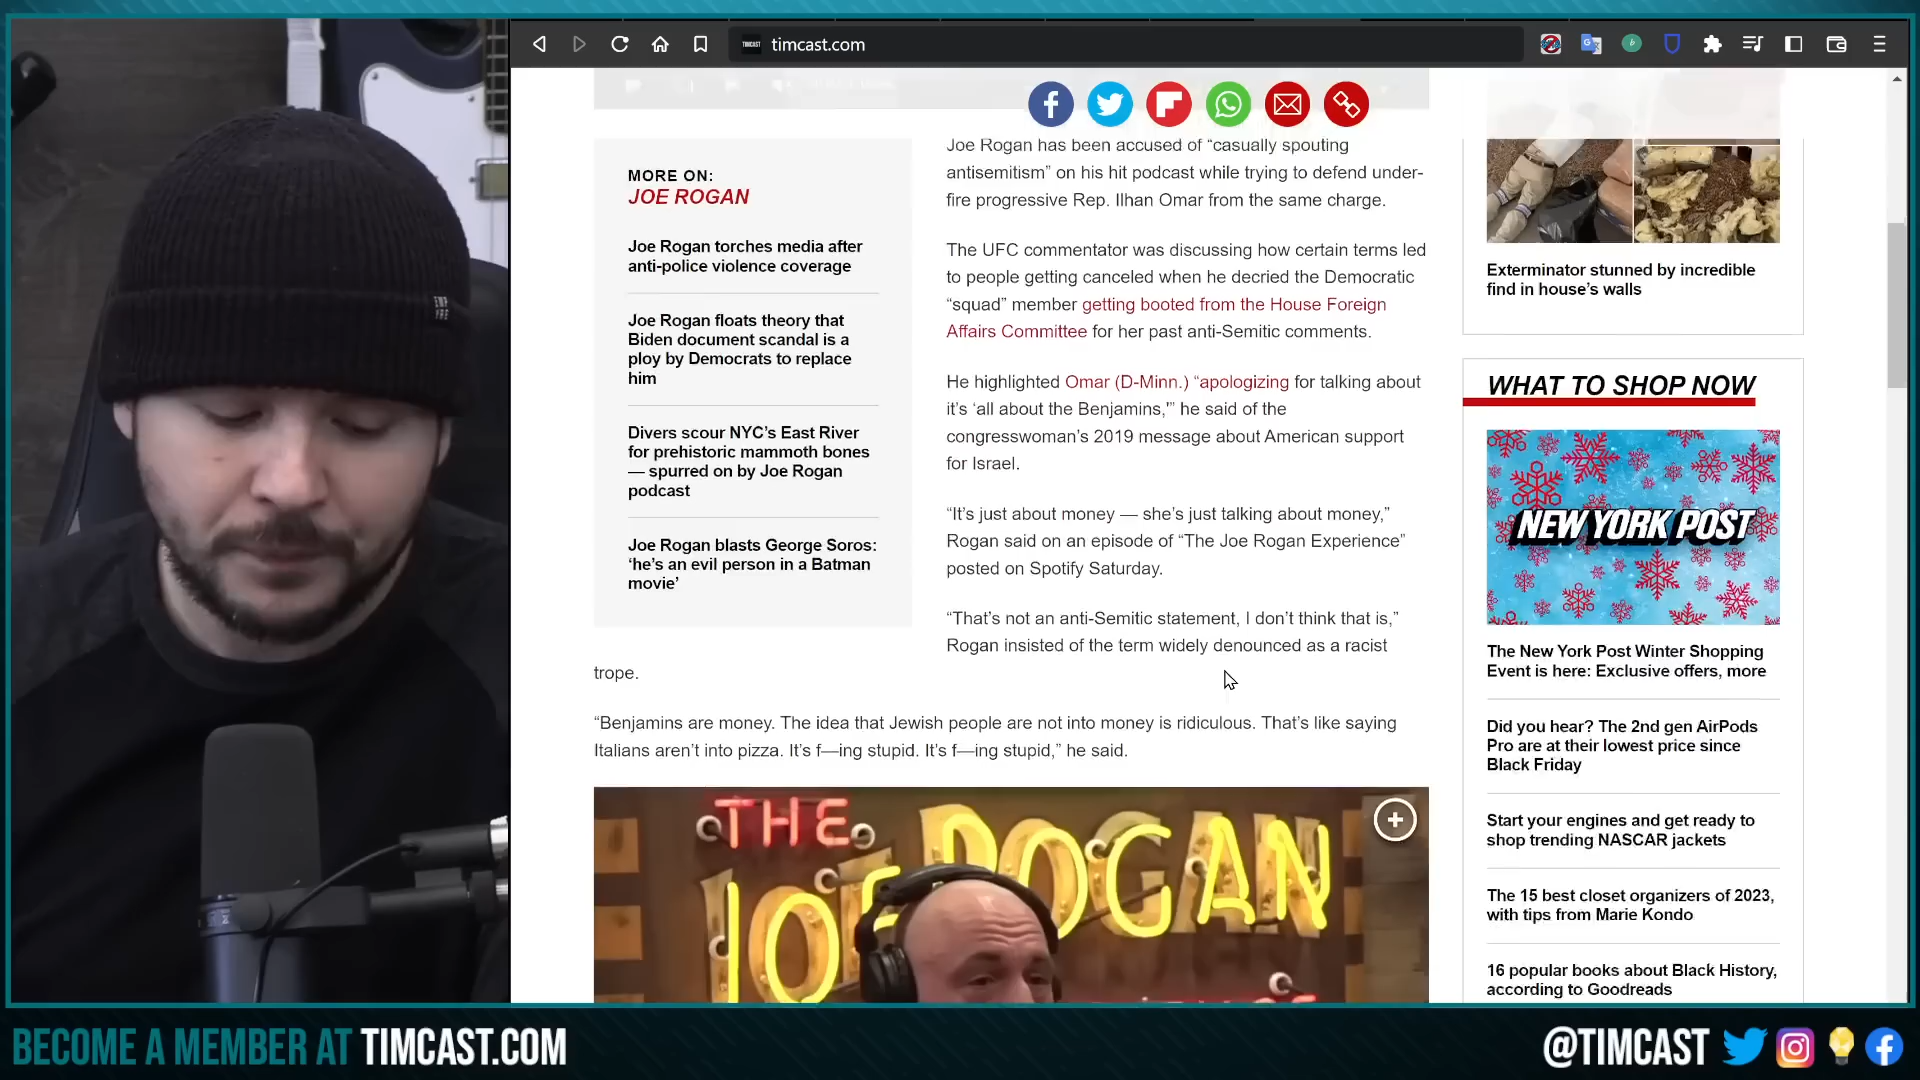 timcast.com
MORE ON:
JOE ROGAN
Joe Rogan torches media after
anti-police violence coverage
Joe Rogan floats theory that
Biden document scandal is a
ploy by Democrats to replace
him
Divers scour NYC’s East River
for prehistoric mammoth bones
— spurred on by Joe Rogan
podcast
Joe Rogan blasts George Soros:
‘he’s an evil person in a Batman
movie’
Joe Rogan has been accused of “casually spouting
antisemitism” on his hit podcast while trying to defend under-
fire progressive Rep. Ilhan Omar from the same charge.
The UFC commentator was discussing how certain terms led
to people getting canceled when he decried the Democratic
“squad” member getting booted from the House Foreign
Affairs Committee for her past anti-Semitic comments.
He highlighted Omar (D-Minn.) “apologizing for talking about
it’s ‘all about the Benjamins,'” he said of the
congresswoman’s 2019 message about American support
for Israel.
“It’s just about money — she’s just talking about money,”
Rogan said on an episode of “The Joe Rogan Experience”
posted on Spotify Saturday.
“That’s not an anti-Semitic statement, I don’t think that is,”
Rogan insisted of the term widely denounced as a racist
trope.
“Benjamins are money. The idea that Jewish people are not into money is ridiculous. That’s like saying
Italians aren’t into pizza. It’s f—ing stupid. It’s f—ing stupid,” he said.
THE
JOE ROGAN
Exterminator stunned by incredible
find in house’s walls
WHAT TO SHOP NOW
NEW YORK POST
The New York Post Winter Shopping
Event is here: Exclusive offers, more
Did you hear? The 2nd gen AirPods
Pro are at their lowest price since
Black Friday
Start your engines and get ready to
shop trending NASCAR jackets
The 15 best closet organizers of 2023,
with tips from Marie Kondo
16 popular books about Black History,
according to Goodreads
BECOME A MEMBER AT TIMCAST.COM
@TIMCAST